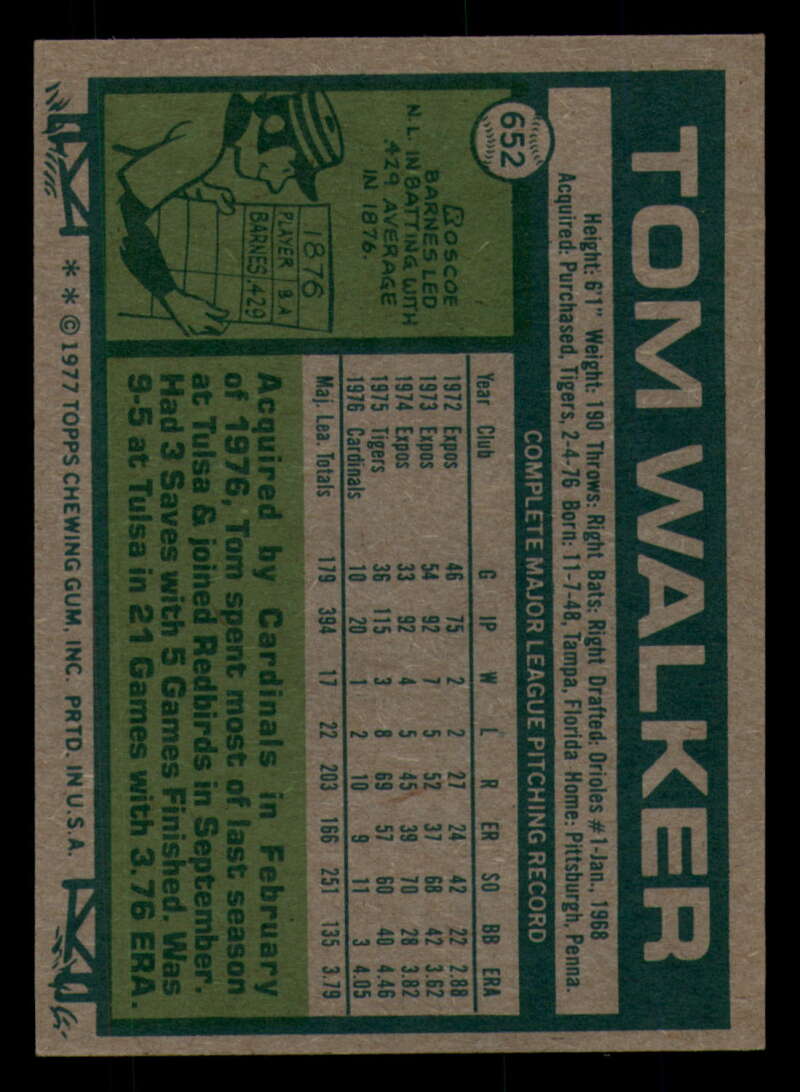 652
TOM WALKER
Height: 6'1" Weight: 190 Throws: Right Bats: Right Drafted: Orioles #1-Jan., 1968
Acquired: Purchased, Tigers, 2-4-76 Born: 11-7-48, Tampa, Florida Home: Pittsburgh, Penna.
COMPLETE MAJOR LEAGUE PITCHING RECORD
Year Club G IP W L R ER SO BB ERA
1972 Expos 46 75 2 2 27 24 42 22 2.88
1973 Expos 54 92 7 5 52 37 68 42 3.62
1974 Expos 33 92 4 5 45 39 70 28 3.82
1975 Tigers 36 115 3 8 69 57 60 40 4.46
1976 Cardinals 10 20 1 2 10 9 11 3 4.05
Maj. Lea. Totals 179 394 17 22 203 166 251 135 3.79
ROSCOE
BARNES LED
N.L. IN BATTING WITH
.429 AVERAGE
IN 1876.
1876
PLAYER BA
BARNES .429
Acquired by Cardinals in February
of 1976, Tom spent most of last season
at Tulsa & joined Redbirds in September.
Had 3 Saves with 5 Games Finished. Was
9-5 at Tulsa in 21 Games with 3.76 ERA.
* * © 1977 TOPPS CHEWING GUM, INC. PRTD. IN U.S.A.